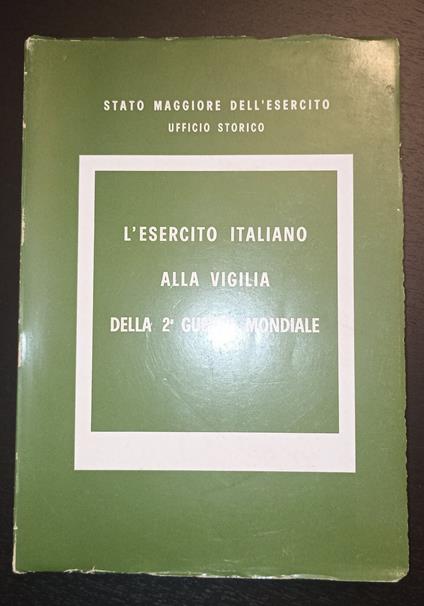 STATO MAGGIORE DELL'ESERCITO
UFFICIO STORICO
L'ESERCITO ITALIANO
ALLA VIGILIA
DELLA 2ª MONDIALE